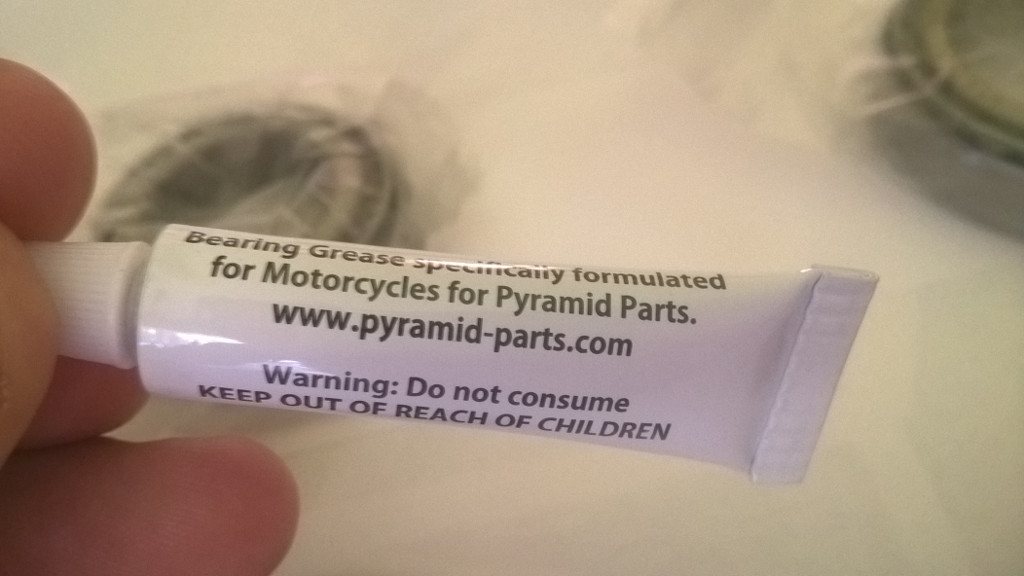 Bearing Grease specifically formulated
for Motorcycles for Pyramid Parts.
www.pyramid-parts.com
Warning: Do not consume
KEEP OUT OF REACH OF CHILDREN